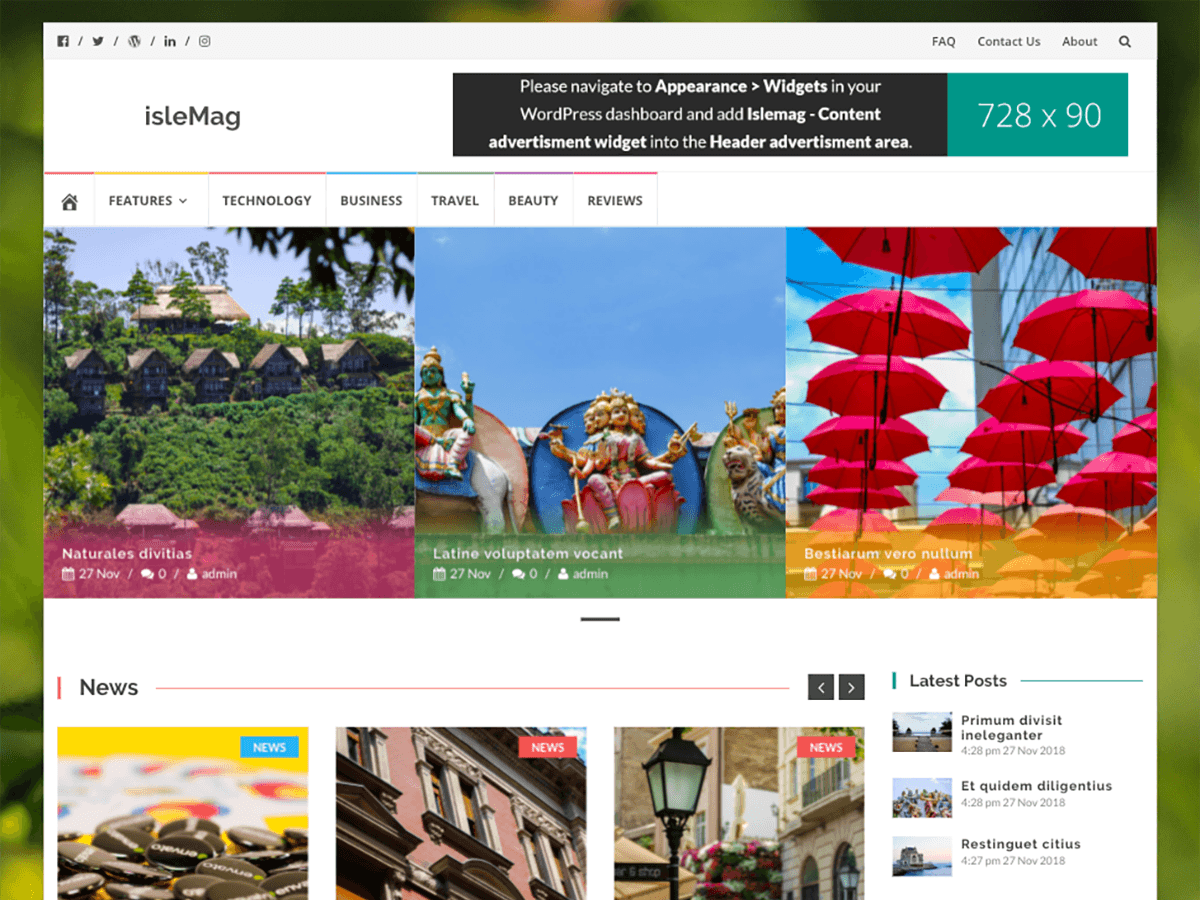 / / / /
FAQ Contact Us About
isleMag
Please navigate to Appearance > Widgets in your
WordPress dashboard and add Islemag - Content
advertisment widget into the Header advertisment area.
728 x 90
FEATURES TECHNOLOGY BUSINESS TRAVEL BEAUTY REVIEWS
Naturales divitias
27 Nov / 0 / admin
Latine voluptatem vocant
27 Nov / 0 / admin
Bestiarum vero nullum
27 Nov / 0 / admin
News
NEWS
envato
NEWS
NEWS
bar & shop
Latest Posts
Primum divisit
ineleganter
4:28 pm 27 Nov 2018
Et quidem diligentius
4:28 pm 27 Nov 2018
Restinguet citius
4:27 pm 27 Nov 2018